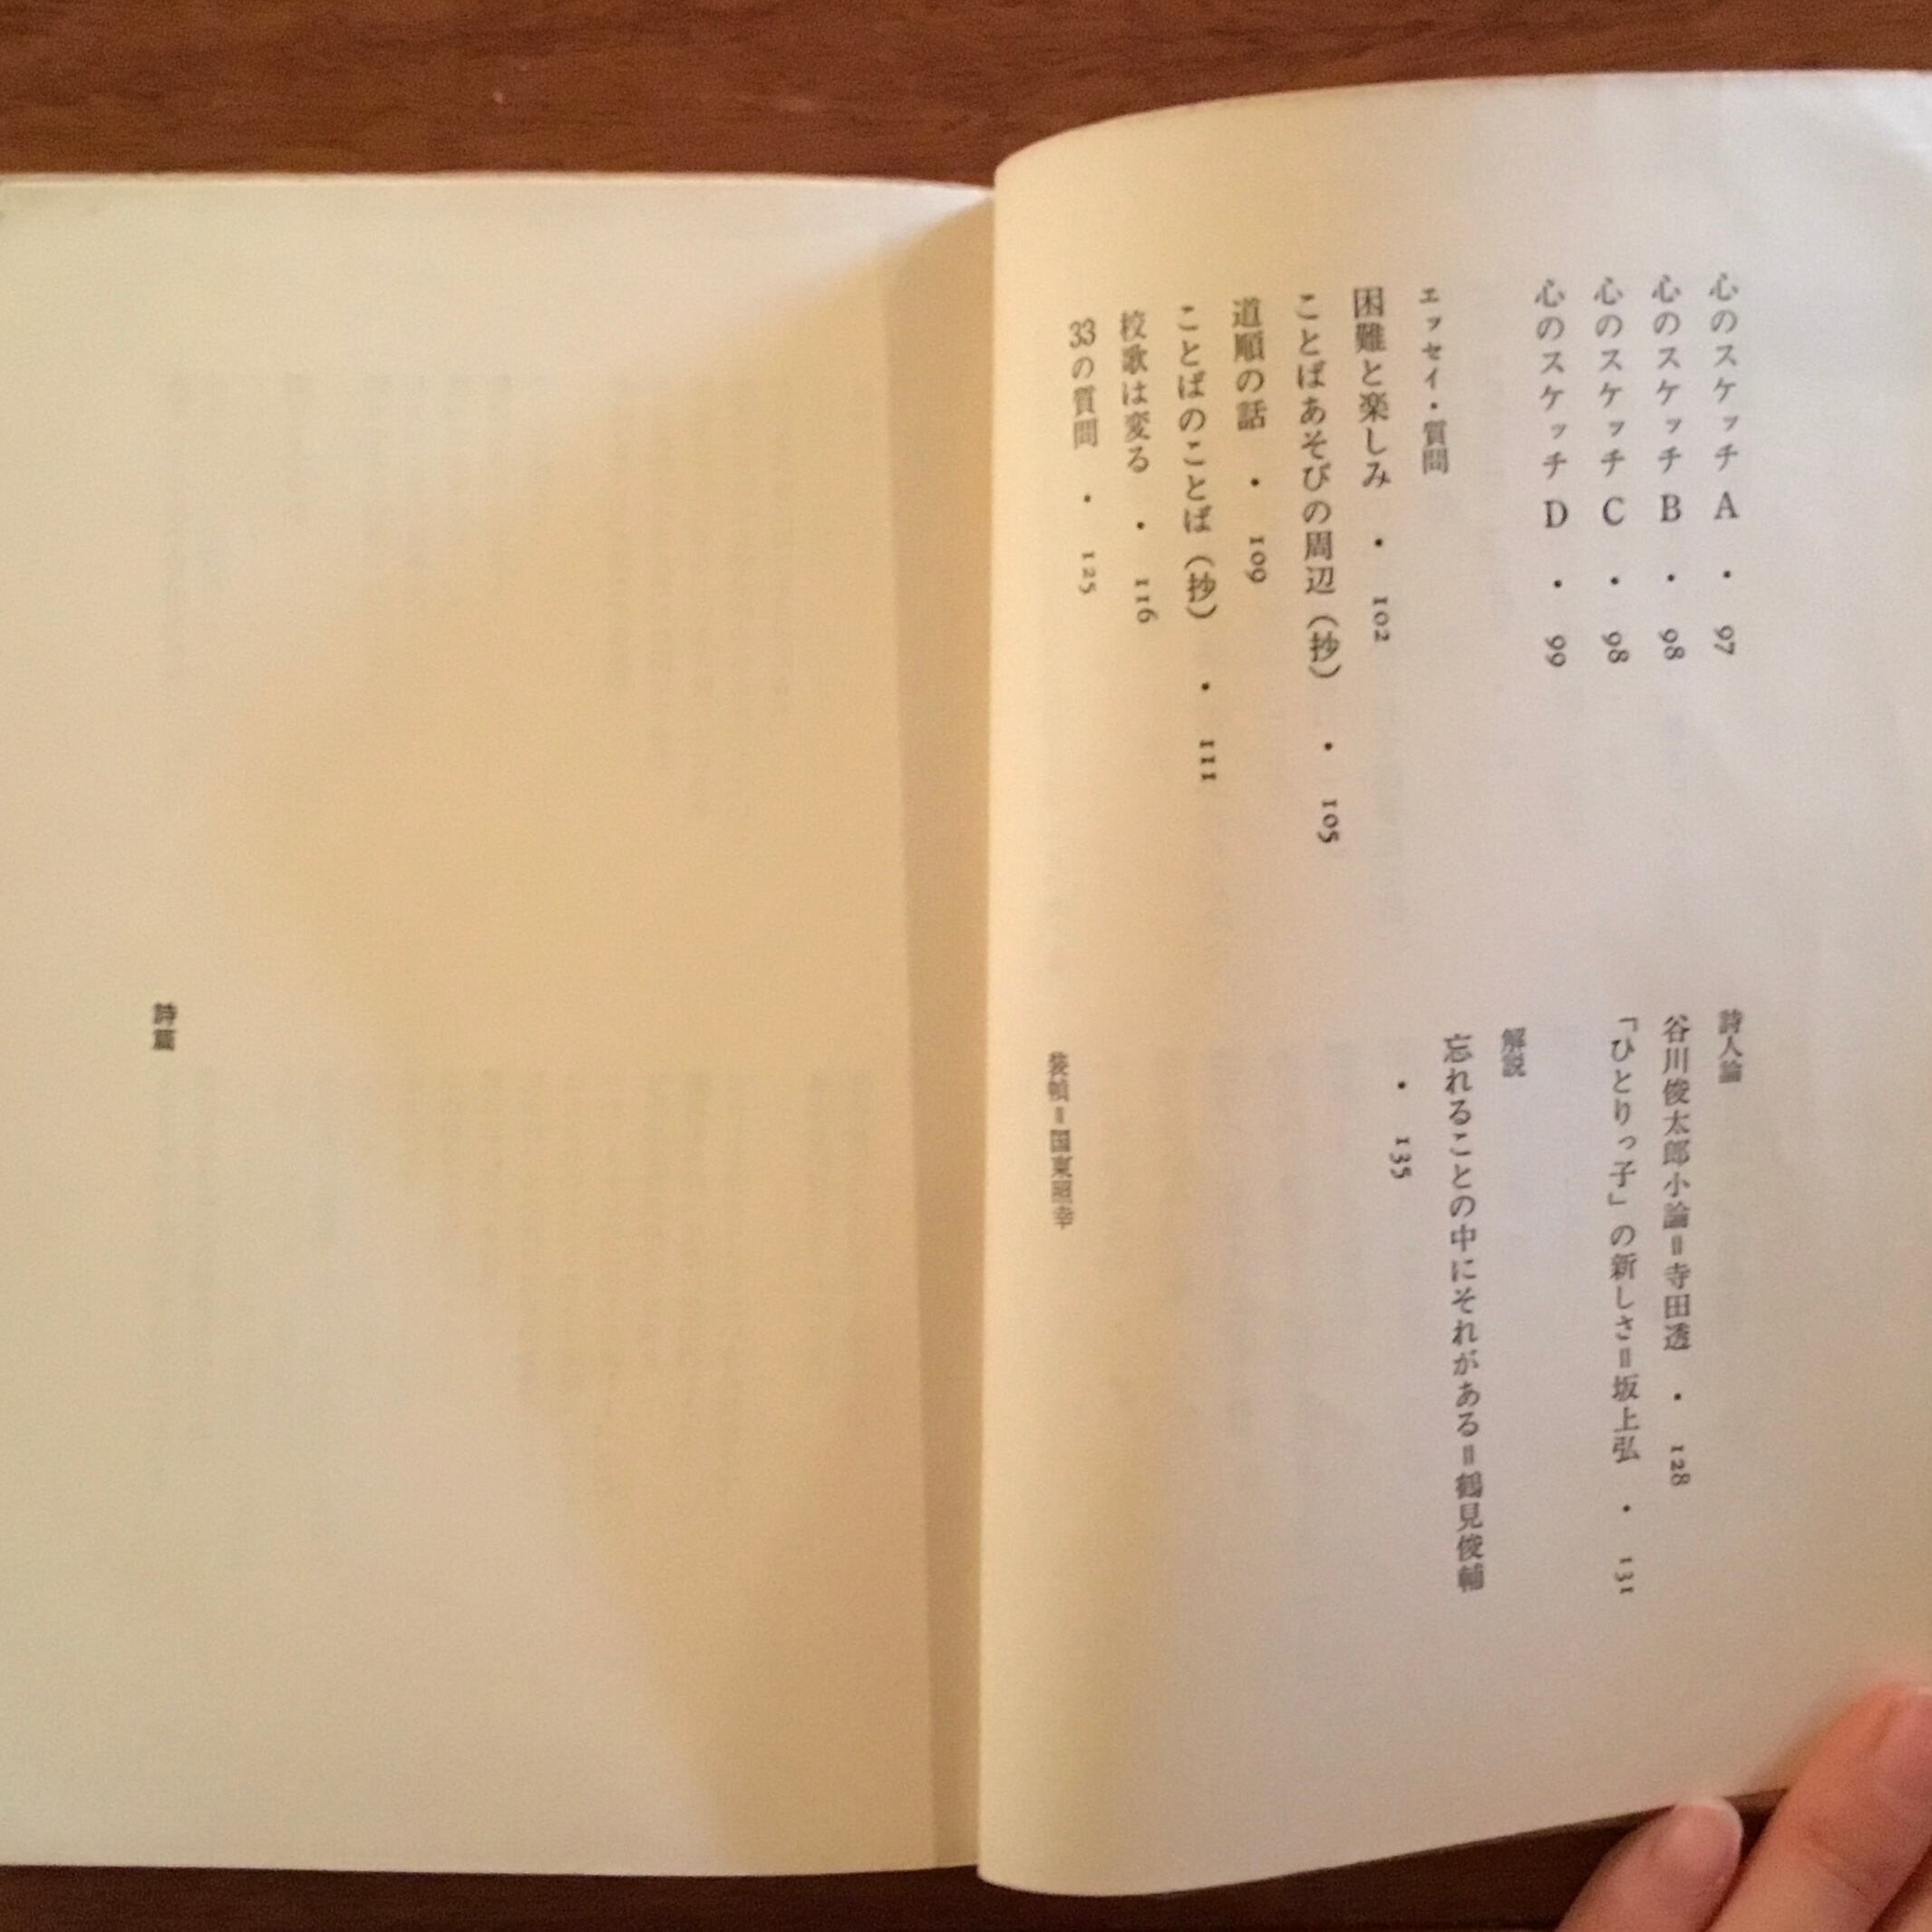 心のスケッチ A ・ 97
心のスケッチ B ・ 98
心のスケッチ C ・ 98
心のスケッチ D ・ 99
エッセイ・質問
困難と楽しみ ・ 102
ことばあそびの周辺（抄） ・ 105
道順の話 ・ 109
ことばのことば（抄） ・ 111
校歌は変る ・ 116
33の質問 ・ 125
詩人論
谷川俊太郎小論＝寺田透 ・ 128
「ひとりっ子」の新しさ＝坂上弘 ・ 131
解説
忘れることの中にそれがある＝鶴見俊輔
・ 135
装幀＝国東照幸
詩篇